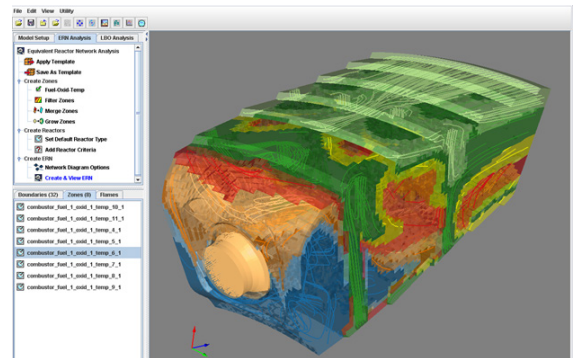 File Edit View Utility
Model Setup ERN Analysis LBO Analysis
Equivalent Reactor Network Analysis
Apply Template
Save As Template
Create Zones
Fuel-Oxid-Temp
Filter Zones
Merge Zones
Grow Zones
Create Reactors
Set Default Reactor Type
Add Reactor Criteria
Create ERN
Network Diagram Options
Create & View ERN
Boundaries (32) Zones (8) Flames
combustor_fuel_1_oxid_1_temp_10_1
combustor_fuel_1_oxid_1_temp_11_1
combustor_fuel_1_oxid_1_temp_4_1
combustor_fuel_1_oxid_1_temp_5_1
combustor_fuel_1_oxid_1_temp_6_1
combustor_fuel_1_oxid_1_temp_7_1
combustor_fuel_1_oxid_1_temp_8_1
combustor_fuel_1_oxid_1_temp_9_1